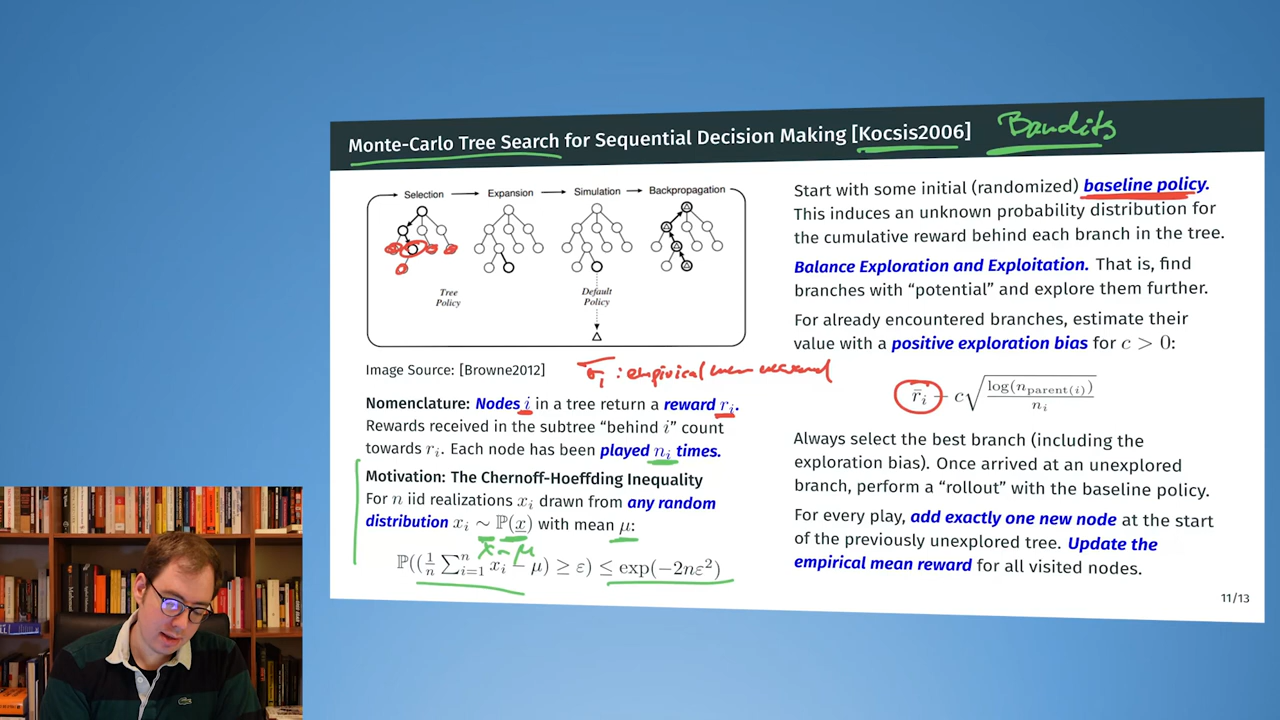 Monte-Carlo Tree Search for Sequential Decision Making [Kocsis2006]
Bandits
Selection
Expansion
Simulation
Backpropagation
Tree
Policy
Default
Policy
Image Source: [Browne2012]
r̄ᵢ : empirical mean reward
Nomenclature: Nodes i in a tree return a reward rᵢ.
Rewards received in the subtree “behind i” count
towards rᵢ. Each node has been played nᵢ times.
Motivation: The Chernoff-Hoeffding Inequality
For n iid realizations xᵢ drawn from any random
distribution xᵢ ∼ ℙ(x) with mean μ:
x̄ − μ
ℙ((1/n ∑ⁿᵢ₌₁ xᵢ − μ) ≥ ε) ≤ exp(−2nε²)
Start with some initial (randomized) baseline policy.
This induces an unknown probability distribution for
the cumulative reward behind each branch in the tree.
Balance Exploration and Exploitation. That is, find
branches with “potential” and explore them further.
For already encountered branches, estimate their
value with a positive exploration bias for c > 0:
r̄ᵢ + c√(log(n_parent(i)) / nᵢ)
Always select the best branch (including the
exploration bias). Once arrived at an unexplored
branch, perform a “rollout” with the baseline policy.
For every play, add exactly one new node at the start
of the previously unexplored tree. Update the
empirical mean reward for all visited nodes.
11/13